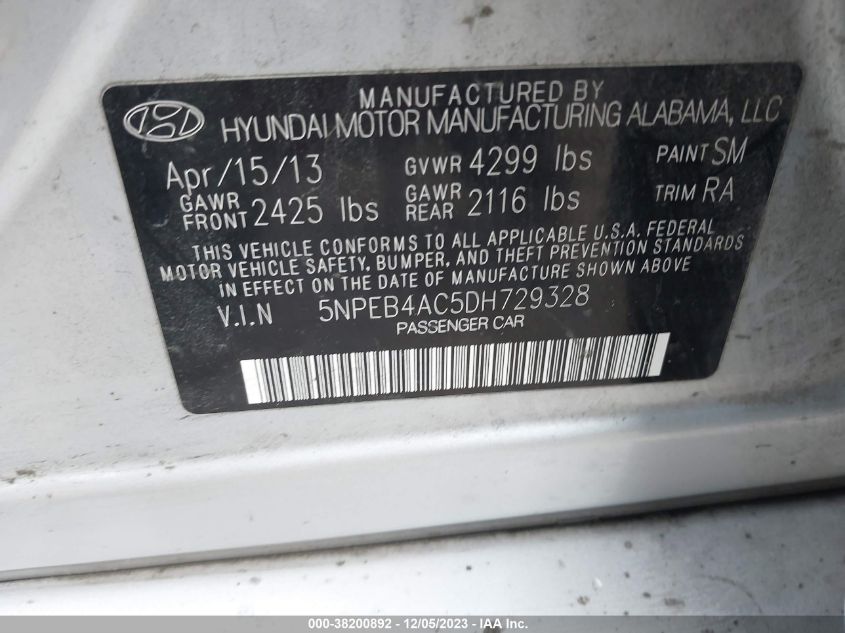 MANUFACTURED BY
HYUNDAI MOTOR MANUFACTURING ALABAMA, LLC
Apr/15/13 GVWR 4299 lbs PAINT SM
GAWR FRONT 2425 lbs GAWR REAR 2116 lbs TRIM RA
THIS VEHICLE CONFORMS TO ALL APPLICABLE U.S.A. FEDERAL
MOTOR VEHICLE SAFETY, BUMPER, AND THEFT PREVENTION STANDARDS
IN EFFECT ON THE DATE OF MANUFACTURE SHOWN ABOVE
V.I.N 5NPEB4AC5DH729328
PASSENGER CAR
000-38200892 - 12/05/2023 - IAA Inc.